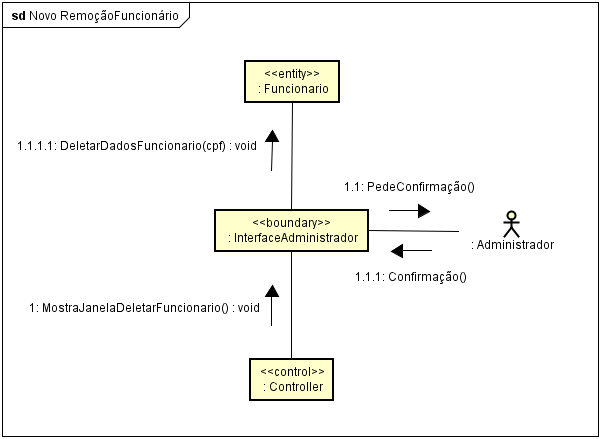 sd Novo RemoçãoFuncionário
<<entity>>
: Funcionario
1.1.1.1: DeletarDadosFuncionario(cpf) : void
1.1: PedeConfirmação()
<<boundary>>
: InterfaceAdministrador
: Administrador
1.1.1: Confirmação()
1: MostraJanelaDeletarFuncionario() : void
<<control>>
: Controller